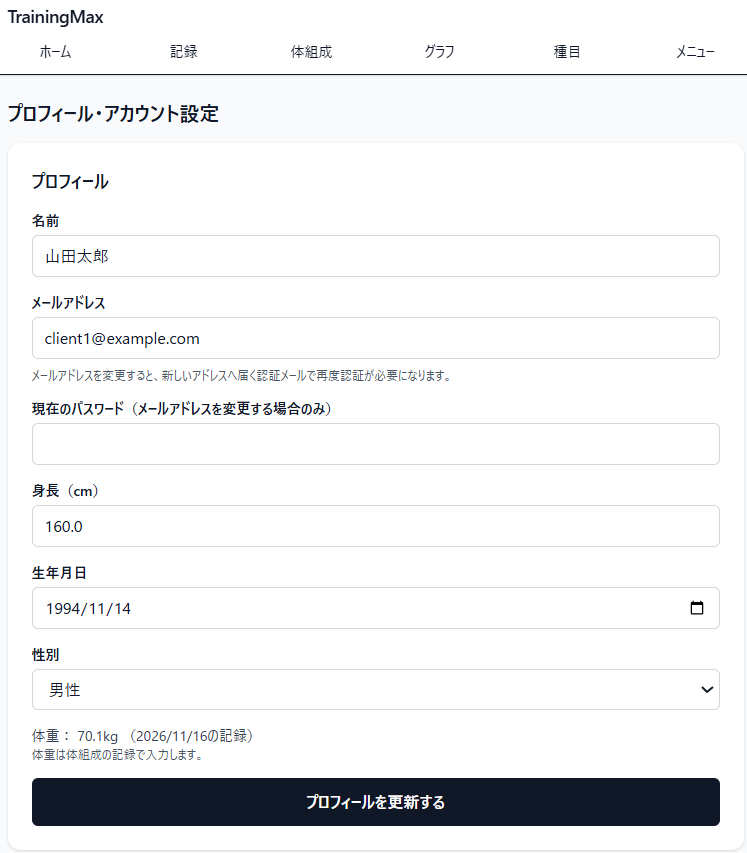 TrainingMax
ホーム 記録 体組成 グラフ 種目 メニュー
プロフィール・アカウント設定
プロフィール
名前
山田太郎
メールアドレス
client1@example.com
メールアドレスを変更すると、新しいアドレスへ届く認証メールで再度認証が必要になります。
現在のパスワード（メールアドレスを変更する場合のみ）
身長（cm）
160.0
生年月日
1994/11/14
性別
男性
体重： 70.1kg （2026/11/16の記録）
体重は体組成の記録で入力します。
プロフィールを更新する